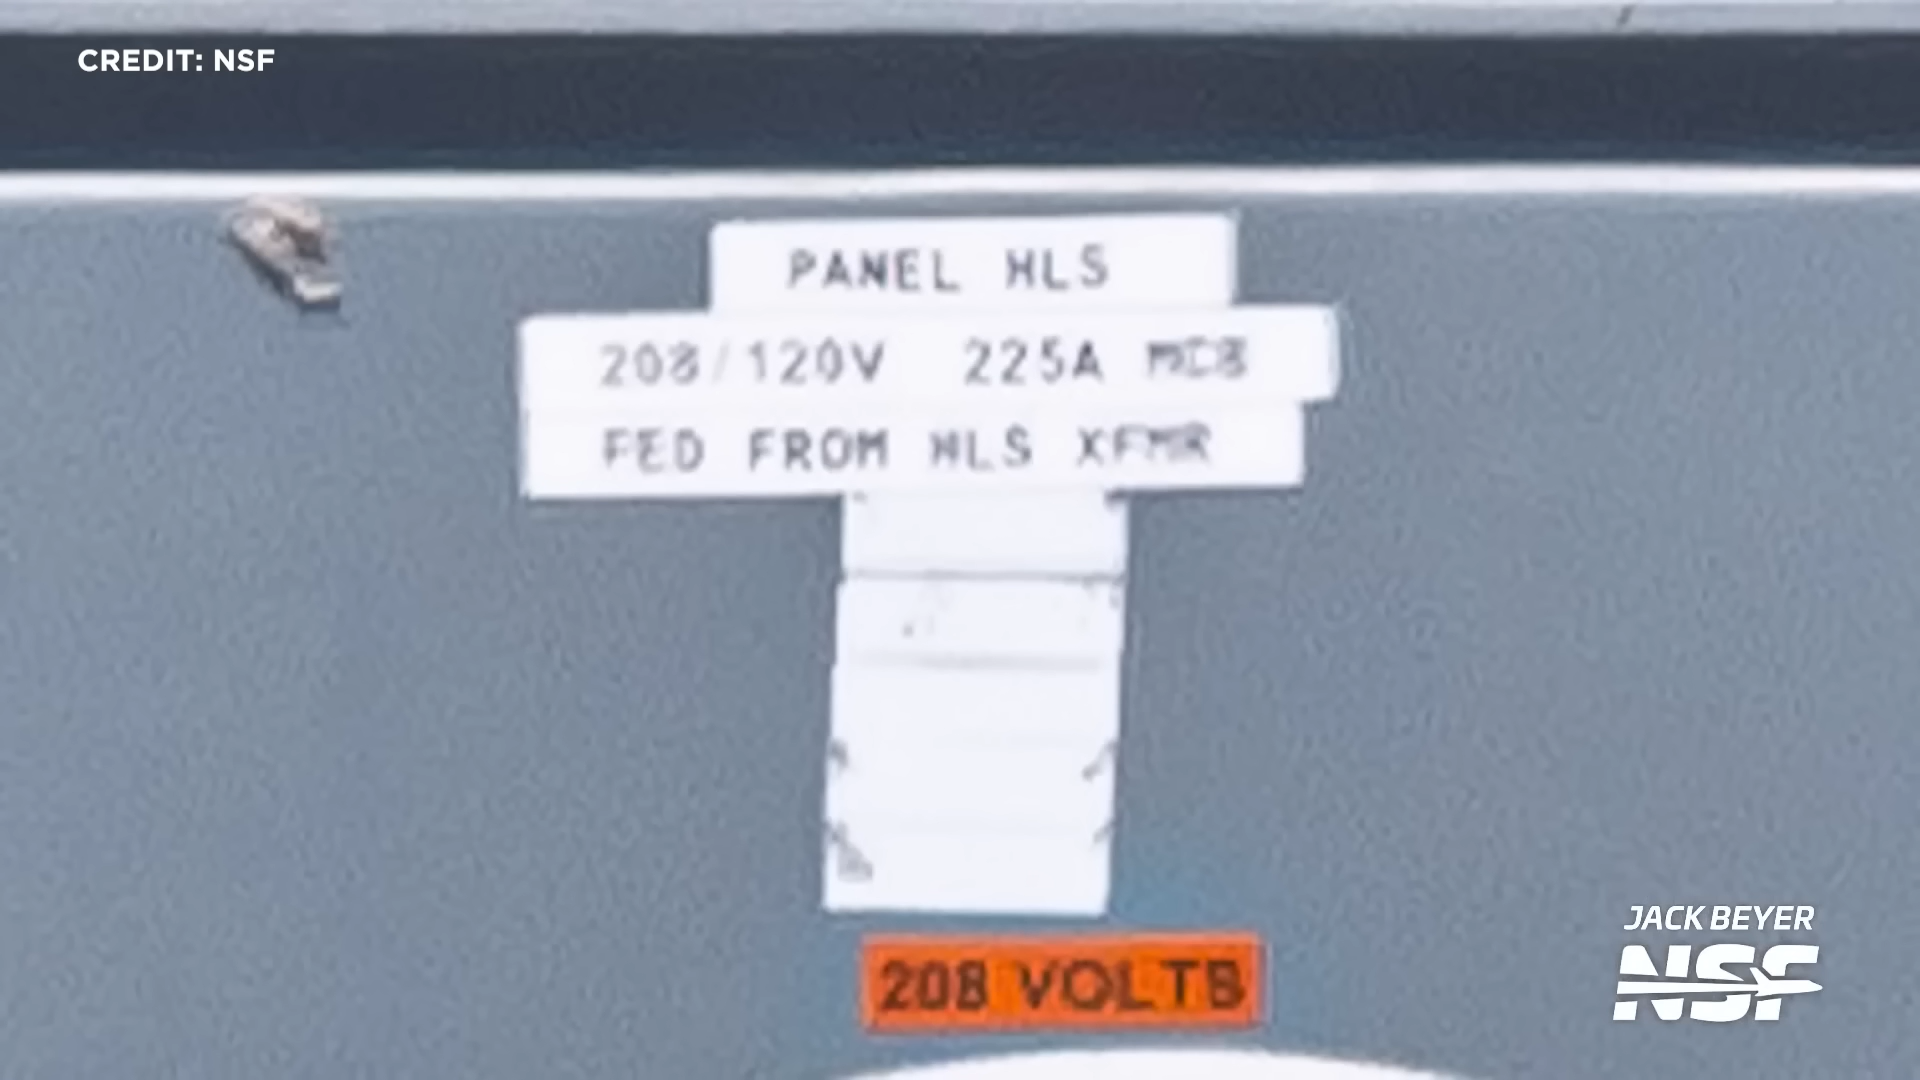 CREDIT: NSF
PANEL HLS
208/120V 225A MCB
FED FROM HLS XFMR
208 VOLTS
JACK BEYER
NSF